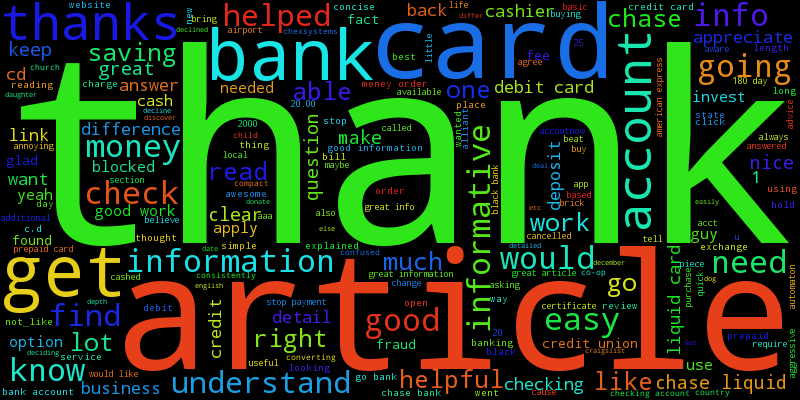 website
new
bring
helped
concise
fact
back
life
differ
cashier
credit card
buying
basic
info
thanks
airport
chexsystems
declined
chase
appreciate
keep
church
saving
bank
card
little
best
fee
25
agree
aware
length
cd
great
charge
going
reading
answer
needed
able
money order
available
one
debit card
american express
180 day
daughter
cash
20.00
invest
long
decline
discover
2000
stop
called
place
wanted
alliant
account
state
click
advice
link
difference
child
question
make
accoutnow
always
annoying
money
local
bill
good information
beat
buy
answered
glad
blocked
thank
read
maybe
deal
nice
want
section
compact
order
app
1
yeah
check
awesome
based
using
day
donate
great info
black bank
deposit
brick
easily
hold
additional
good work
clear
aaa
also
informative
etc
work
acct
u
c.d
believe
apply
else
cancelled
tell
guy
found
thought
simple
explained
detailed
exchange
prepaid card
date
confused
would
december
get
information
much
great information
great article
co-op
piece
need
cashed
consistently
change
asking
go
liquid card
purchase
quick
dog
automation
depth
english
stop payment
open
way
certificate
review
not_like
find
debit
credit
article
detail
good
easy
prepaid
option
lot
right
fraud
20
banking
black
credit union
craigslist
eat
require
deciding
service
useful
converting
looking
use
aggressive
know
would like
go bank
helpful
like
chase liquid
bank account
business
understand
chase bank
went
checking
cause
checking account
country